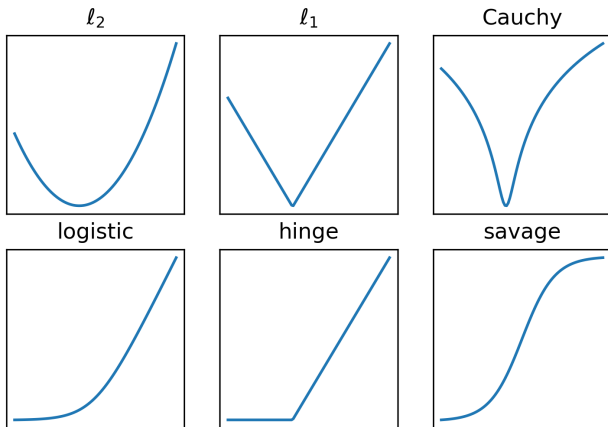 ℓ₂
ℓ₁
Cauchy
logistic
hinge
savage